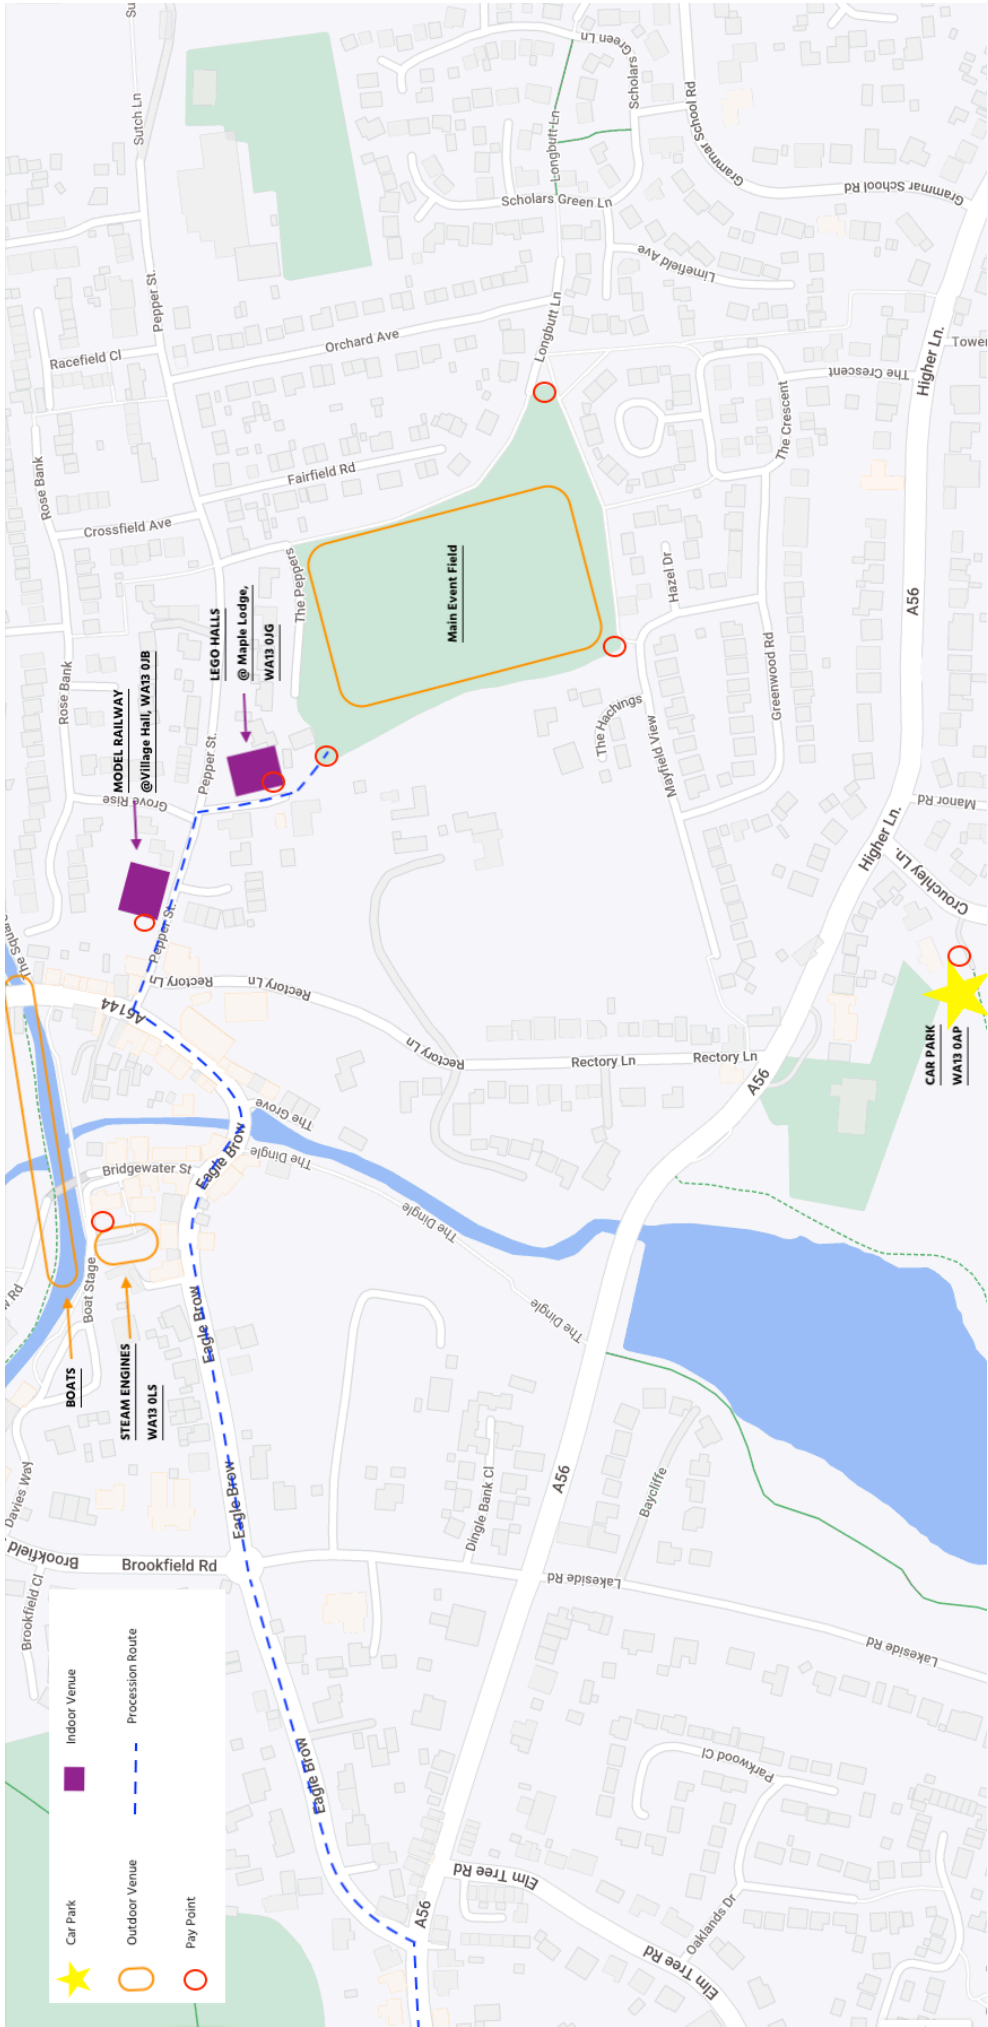 Car Park
Indoor Venue
Outdoor Venue
Procession Route
Pay Point
BOATS
STEAM ENGINES
WA13 0LS
MODEL RAILWAY
@Village Hall, WA13 0JB
LEGO HALLS
@ Maple Lodge,
WA13 0JG
Main Event Field
CAR PARK
WA13 0AP
Brookfield Cl
Brookfield
Davies Way
Brookfield Rd
Boat Stage
Bridgewater St
Eagle Brow
Eagle Brow
Eagle Brow
Eagle Brow
The Grove
The Dingle
The Dingle
The Dingle
A6144
The Square
Pepper St.
Pepper St.
Pepper St.
Rectory Ln
Rectory Ln
Rectory Ln
Rectory Ln
Rectory Ln
Grove Rise
Rose Bank
Rose Bank
Crossfield Ave
Racefield Cl
Sutch Ln
Su
The Peppers
Fairfield Rd
Orchard Ave
Longbutt Ln
Longbutt Ln
Scholars Green Ln
Scholars
Green Ln
Limefield Ave
Grammar School Rd
Grammar
Grammar School Rd
The Crescent
The Crescent
Tower
Higher Ln.
Higher Ln.
Hazel Dr
The Hachings
Mayfield View
Greenwood Rd
Manor Rd
Crouchley Ln.
A56
A56
A56
A56
Dingle Bank Cl
Baycliffe
Lakeside Rd
Lakeside Rd
Parkwood Cl
Oaklands Dr
Elm Tree Rd
Elm Tree Rd